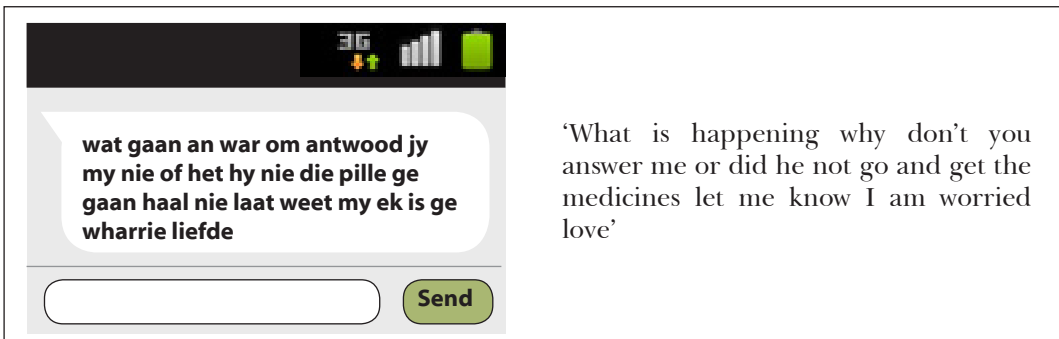 3G
wat gaan an war om antwood jy
my nie of het hy nie die pille ge
gaan haal nie laat weet my ek is ge
wharrie liefde
Send
‘What is happening why don’t you
answer me or did he not go and get the
medicines let me know I am worried
love’